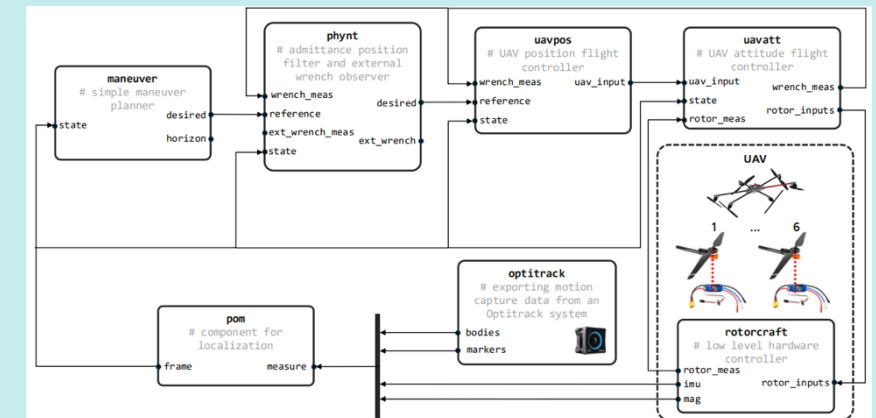 maneuver
# simple maneuver
planner
desired
state
horizon
phynt
# admittance position
filter and external
wrench observer
wrench_meas
desired
reference
ext_wrench_meas
ext_wrench
state
uavpos
# UAV position flight
controller
wrench_meas
uav_input
reference
state
uavatt
# UAV attitude flight
controller
uav_input
wrench_meas
state
rotor_inputs
rotor_meas
UAV
1 ... 6
optitrack
# exporting motion
capture data from an
Optitrack system
bodies
markers
pom
# component for
localization
frame
measure
rotorcraft
# low level hardware
controller
rotor_meas
imu
rotor_inputs
mag